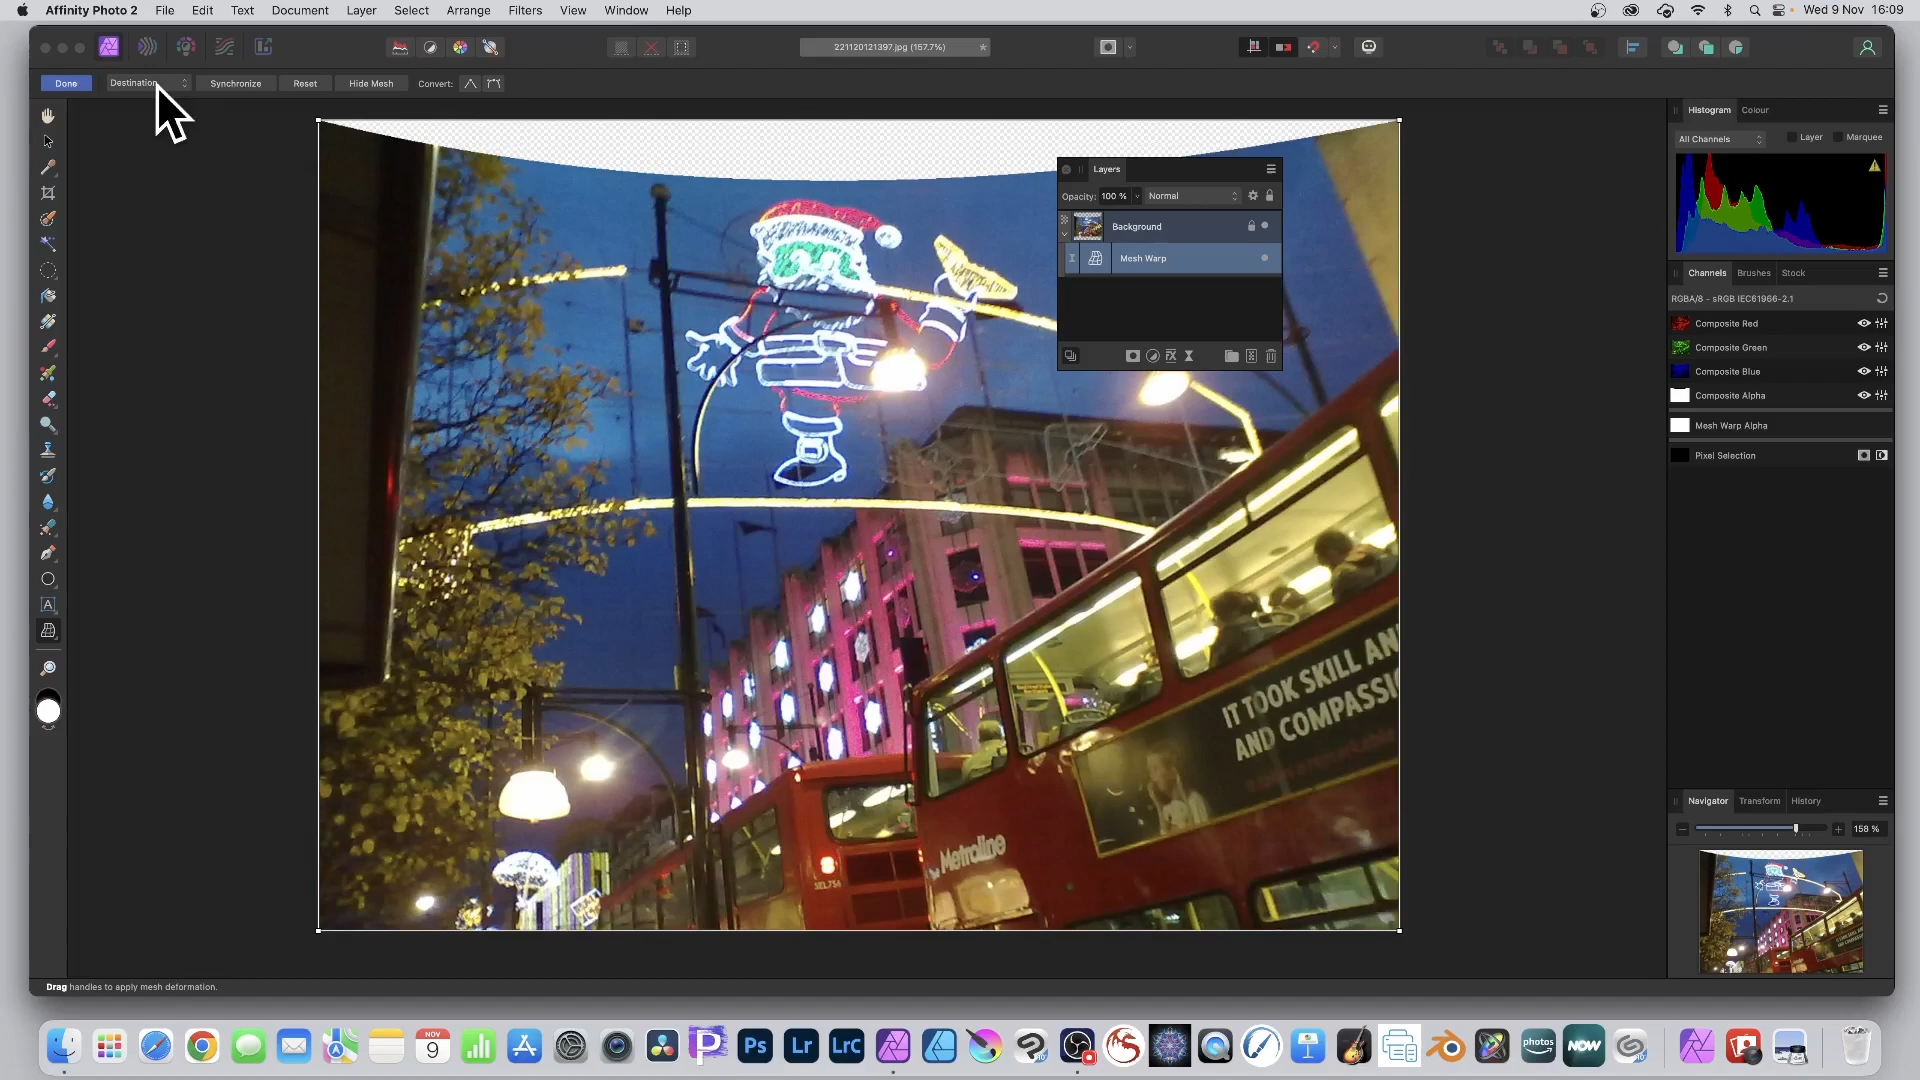 Affinity Photo 2 File Edit Text Document Layer Select Arrange Filters View Window Help Wed 9 Nov 16:09
221120121397.jpg (157.7%)
Done Destination Synchronize Reset Hide Mesh Convert:
Histogram Colour
All Channels Layer Marquee
Layers
Opacity: 100 % Normal
Background
Mesh Warp
Channels Brushes Stock
RGBA/8 - sRGB IEC61966-2.1
Composite Red
Composite Green
Composite Blue
Composite Alpha
Mesh Warp Alpha
Pixel Selection
IT TOOK SKILL AN
AND COMPASSI
Metroline
Navigator Transform History
158 %
Drag handles to apply mesh deformation.
NOV
9
Ps Lr LrC
photos
NOW